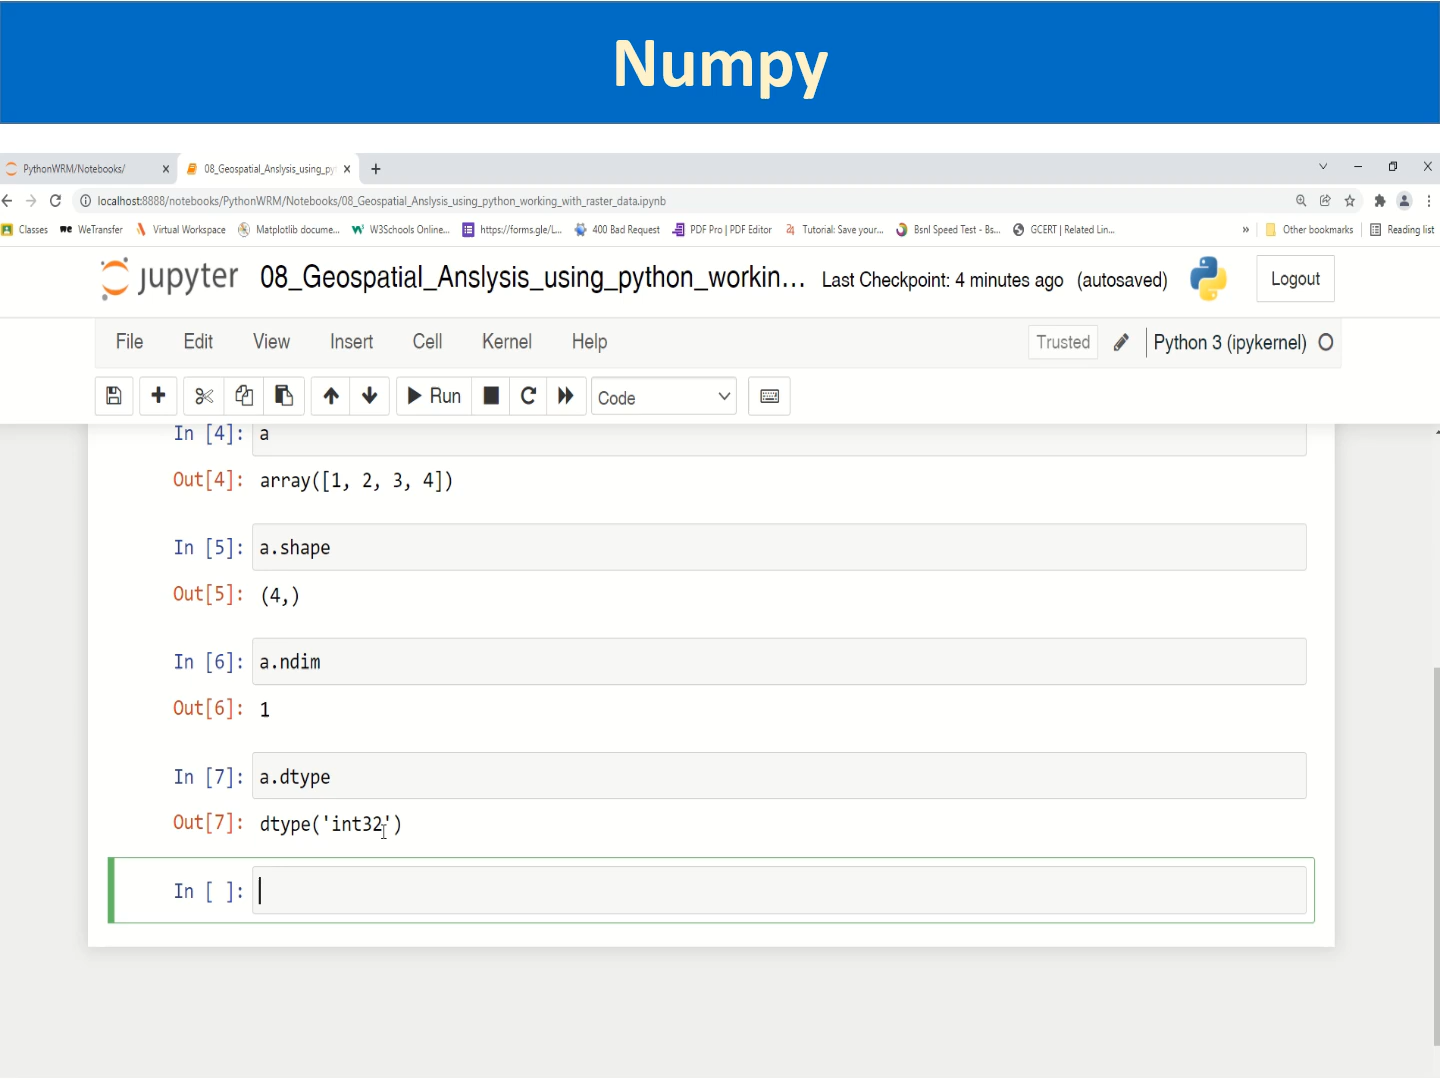 Numpy
PythonWRM/Notebooks/
08_Geospatial_Anslysis_using_py
localhost:8888/notebooks/PythonWRM/Notebooks/08_Geospatial_Anslysis_using_python_working_with_raster_data.ipynb
Classes WeTransfer Virtual Workspace Matplotlib docume... W3Schools Online... https://forms.gle/L... 400 Bad Request PDF Pro | PDF Editor Tutorial: Save your... Bsnl Speed Test - Bs... GCERT | Related Lin... » Other bookmarks Reading list
jupyter 08_Geospatial_Anslysis_using_python_workin... Last Checkpoint: 4 minutes ago (autosaved) Logout
File Edit View Insert Cell Kernel Help Trusted Python 3 (ipykernel)
Run Code
In [4]: a
Out[4]: array([1, 2, 3, 4])
In [5]: a.shape
Out[5]: (4,)
In [6]: a.ndim
Out[6]: 1
In [7]: a.dtype
Out[7]: dtype('int32')
In [ ]: